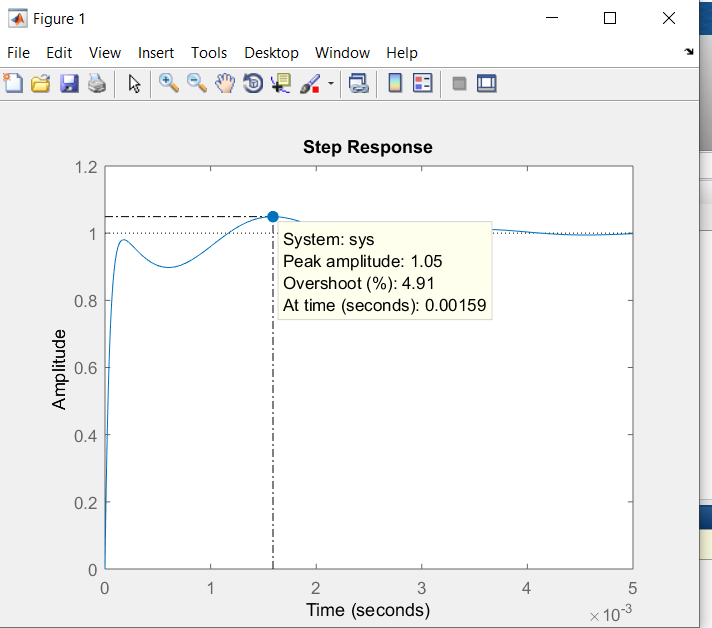 Figure 1
File Edit View Insert Tools Desktop Window Help
Step Response
1.2
1
0.8
0.6
0.4
0.2
0
Amplitude
System: sys
Peak amplitude: 1.05
Overshoot (%): 4.91
At time (seconds): 0.00159
0 1 2 3 4 5
Time (seconds)
×10⁻³